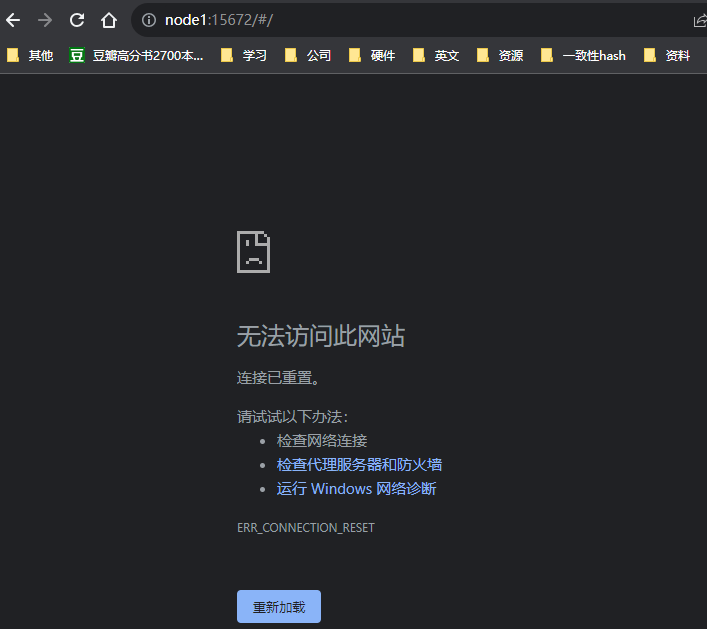 node1:15672/#/
其他 豆 豆瓣高分书2700本... 学习 公司 硬件 英文 资源 一致性hash 资料
无法访问此网站
连接已重置。
请试试以下办法：
• 检查网络连接
• 检查代理服务器和防火墙
• 运行 Windows 网络诊断
ERR_CONNECTION_RESET
重新加载